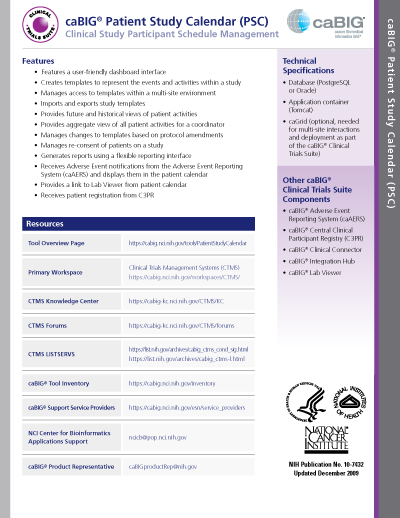 CLINICAL
TRIALS SUITE
caBIG® Patient Study Calendar (PSC)
Clinical Study Participant Schedule Management
caBIG®
cancer Biomedical
Informatics Grid™
caBIG® Patient Study Calendar (PSC)
Features
• Features a user-friendly dashboard interface
• Creates templates to represent the events and activities within a study
• Manages access to templates within a multi-site environment
• Imports and exports study templates
• Provides future and historical views of patient activities
• Provides aggregate view of all patient activities for a coordinator
• Manages changes to templates based on protocol amendments
• Manages re-consent of patients on a study
• Generates reports using a flexible reporting interface
• Receives Adverse Event notifications from the Adverse Event Reporting
System (caAERS) and displays them in the patient calendar
• Provides a link to Lab Viewer from patient calendar
• Receives patient registration from C3PR
Resources
Tool Overview Page https://cabig.nci.nih.gov/tools/PatientStudyCalendar
Primary Workspace Clinical Trials Management Systems (CTMS)
https://cabig.nci.nih.gov/workspaces/CTMS/
CTMS Knowledge Center https://cabig-kc.nci.nih.gov/CTMS/KC
CTMS Forums https://cabig-kc.nci.nih.gov/CTMS/forums
CTMS LISTSERVS https://list.nih.gov/archives/cabig_ctms_cond_sig.html
https://list.nih.gov/archives/cabig_ctms-l.html
caBIG® Tool Inventory https://cabig.nci.nih.gov/inventory
caBIG® Support Service Providers https://cabig.nci.nih.gov/esn/service_providers
NCI Center for Bioinformatics
Applications Support ncicb@pop.nci.nih.gov
caBIG® Product Representative caBIGproductRep@nih.gov
Technical
Specifications
• Database (PostgreSQL
or Oracle)
• Application container
(Tomcat)
• caGrid (optional, needed
for multi-site interactions
and deployment as part
of the caBIG® Clinical
Trials Suite)
Other caBIG®
Clinical Trials Suite
Components
• caBIG® Adverse Event
Reporting System (caAERS)
• caBIG® Central Clinical
Participant Registry (C3PR)
• caBIG® Clinical Connector
• caBIG® Integration Hub
• caBIG® Lab Viewer
NATIONAL INSTITUTES
OF HEALTH
NATIONAL
CANCER
INSTITUTE
NIH Publication No. 10-7432
Updated December 2009